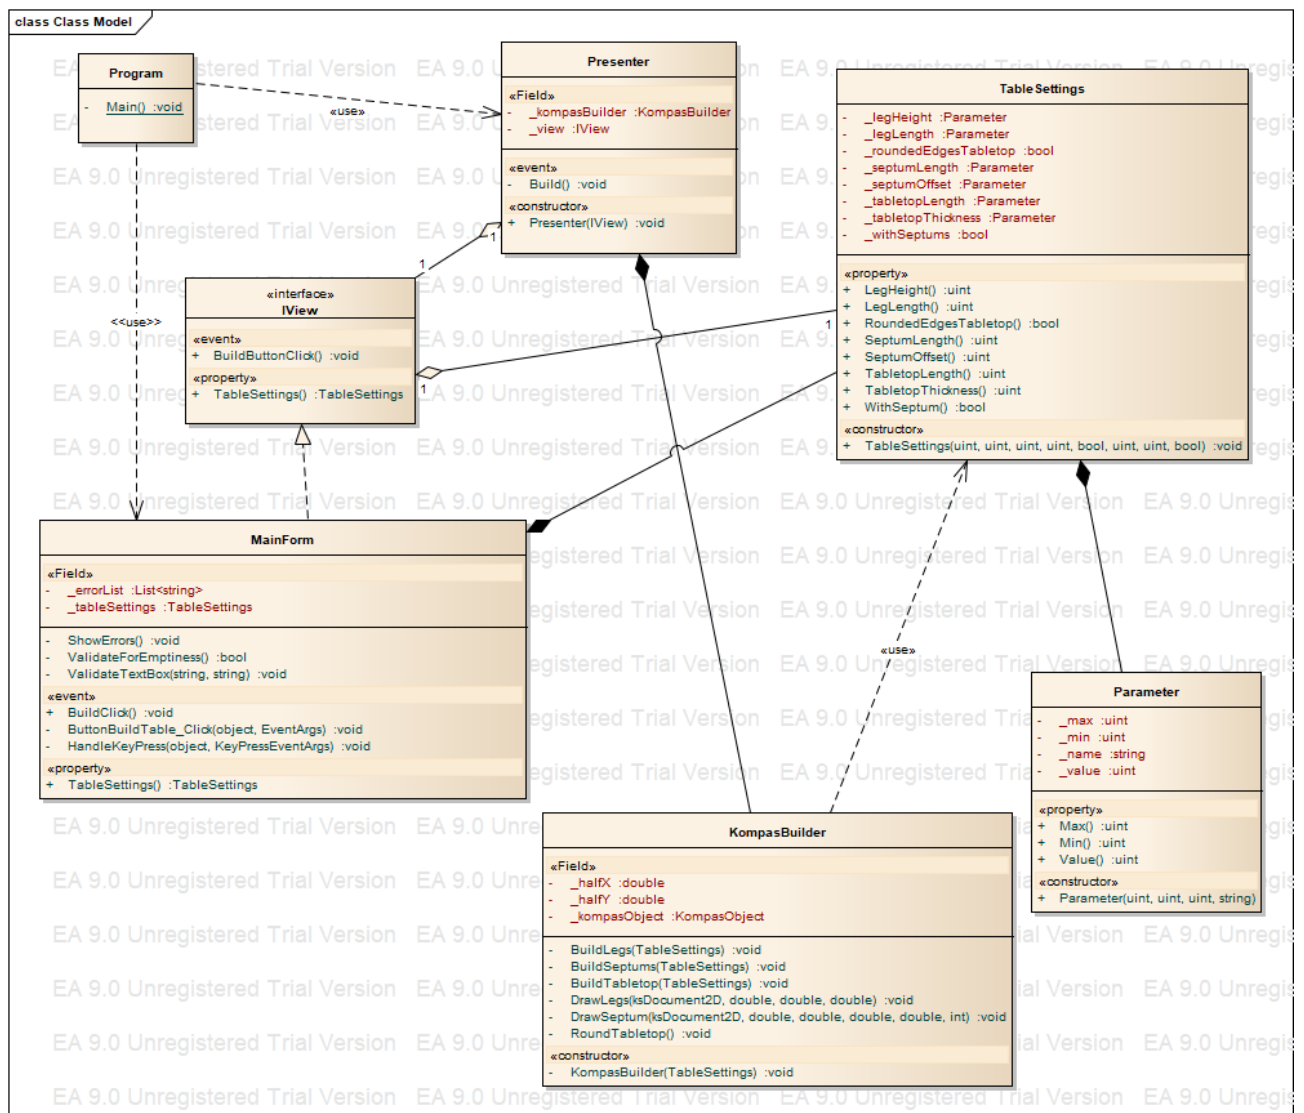 class Class Model
Program
- Main() :void
«use»
<<use>>
Presenter
«Field»
- _kompasBuilder :KompasBuilder
- _view :IView
«event»
- Build() :void
«constructor»
+ Presenter(IView) :void
1
1
TableSettings
- _legHeight :Parameter
- _legLength :Parameter
- _roundedEdgesTabletop :bool
- _septumLength :Parameter
- _septumOffset :Parameter
- _tabletopLength :Parameter
- _tabletopThickness :Parameter
- _withSeptums :bool
«property»
+ LegHeight() :uint
+ LegLength() :uint
+ RoundedEdgesTabletop() :bool
+ SeptumLength() :uint
+ SeptumOffset() :uint
+ TabletopLength() :uint
+ TabletopThickness() :uint
+ WithSeptum() :bool
«constructor»
+ TableSettings(uint, uint, uint, uint, bool, uint, uint, bool) :void
«interface»
IView
«event»
+ BuildButtonClick() :void
«property»
+ TableSettings() :TableSettings
1
1
MainForm
«Field»
- _errorList :List<string>
- _tableSettings :TableSettings
- ShowErrors() :void
- ValidateForEmptiness() :bool
- ValidateTextBox(string, string) :void
«event»
+ BuildClick() :void
- ButtonBuildTable_Click(object, EventArgs) :void
- HandleKeyPress(object, KeyPressEventArgs) :void
«property»
+ TableSettings() :TableSettings
«use»
Parameter
- _max :uint
- _min :uint
- _name :string
- _value :uint
«property»
+ Max() :uint
+ Min() :uint
+ Value() :uint
«constructor»
+ Parameter(uint, uint, uint, string)
KompasBuilder
«Field»
- _halfX :double
- _halfY :double
- _kompasObject :KompasObject
- BuildLegs(TableSettings) :void
- BuildSeptums(TableSettings) :void
- BuildTabletop(TableSettings) :void
- DrawLegs(ksDocument2D, double, double, double) :void
- DrawSeptum(ksDocument2D, double, double, double, double, int) :void
- RoundTabletop() :void
«constructor»
- KompasBuilder(TableSettings) :void